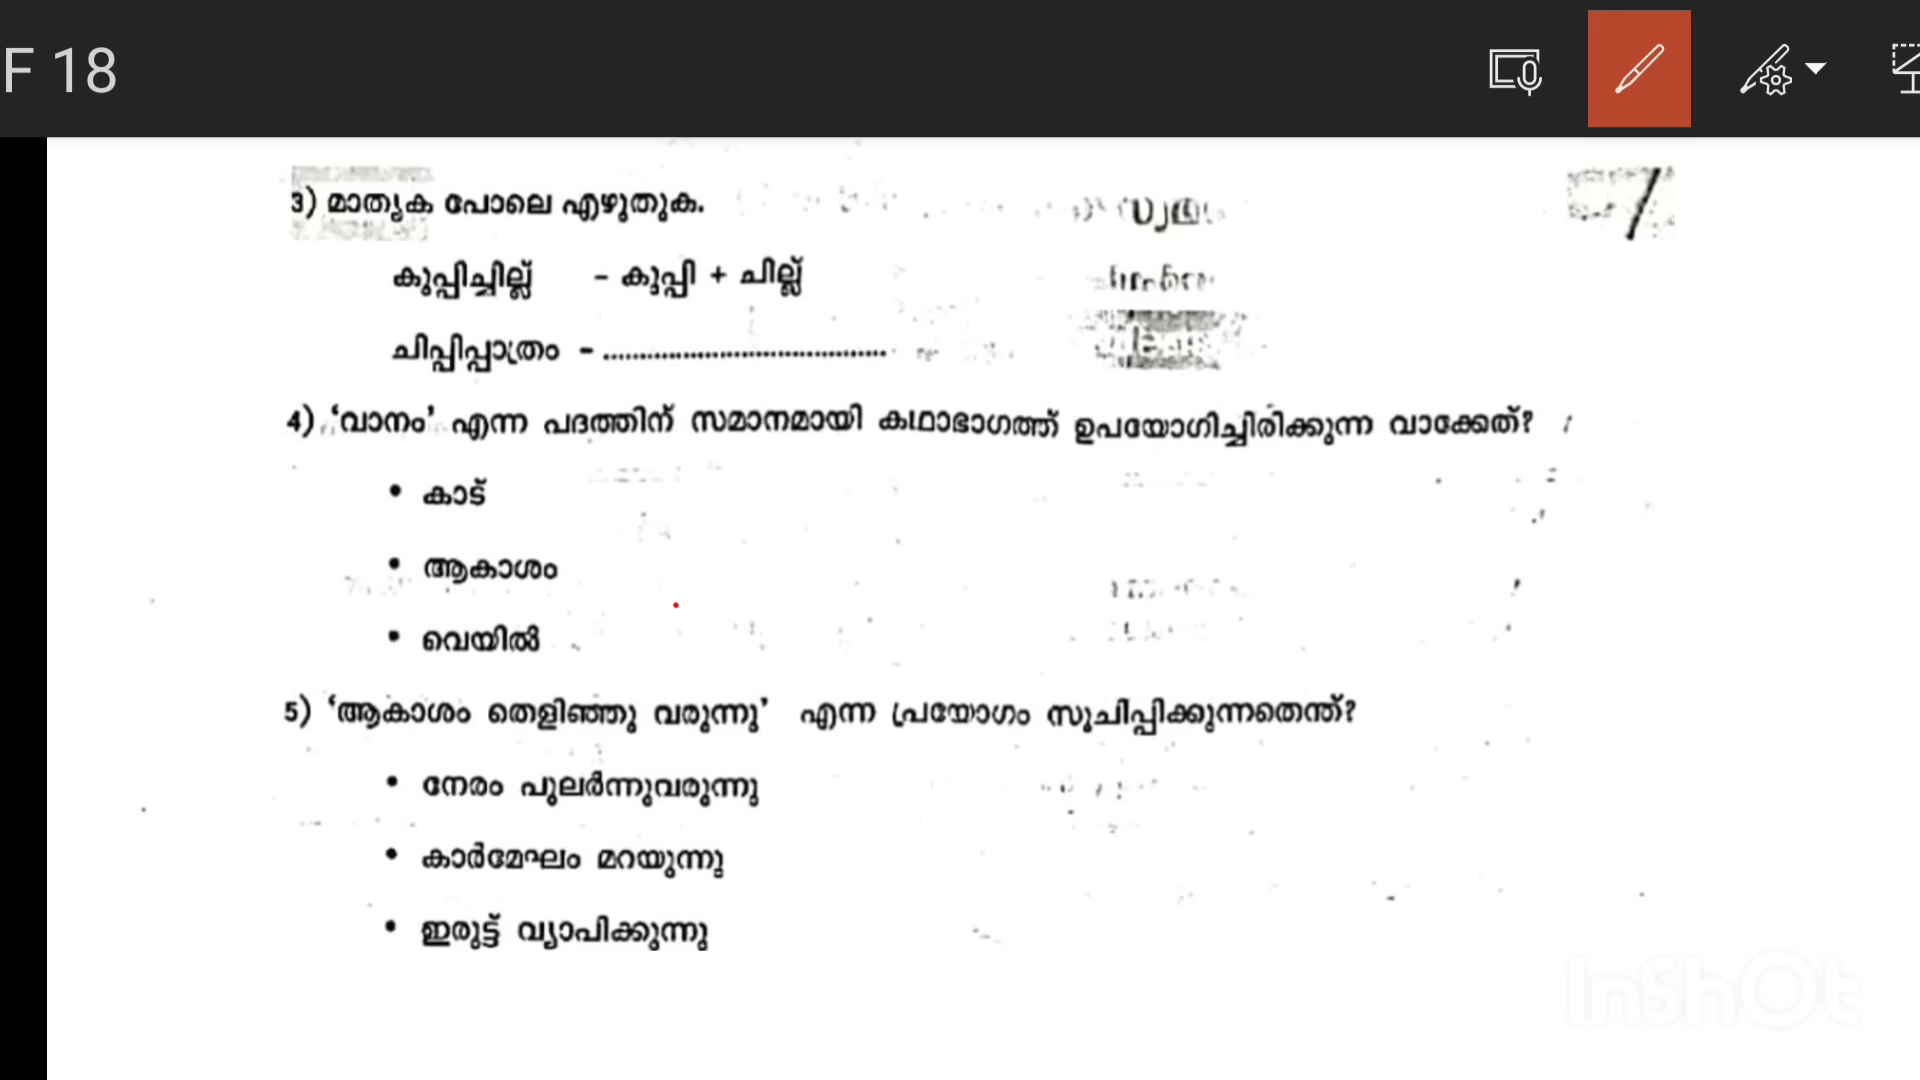 F 18
3) മാതൃക പോലെ എഴുതുക.
കുപ്പിച്ചില്ല് - കുപ്പി + ചില്ല്
ചിപ്പിപ്പാത്രം - .......................................
4) ‘വാനം’ എന്ന പദത്തിന് സമാനമായി കഥാഭാഗത്ത് ഉപയോഗിച്ചിരിക്കുന്ന വാക്കേത്?
• കാട്
• ആകാശം
• വെയിൽ
5) ‘ആകാശം തെളിഞ്ഞു വരുന്നു’ എന്ന പ്രയോഗം സൂചിപ്പിക്കുന്നതെന്ത്?
• നേരം പുലർന്നുവരുന്നു
• കാർമേഘം മറയുന്നു
• ഇരുട്ട് വ്യാപിക്കുന്നു
InShOt